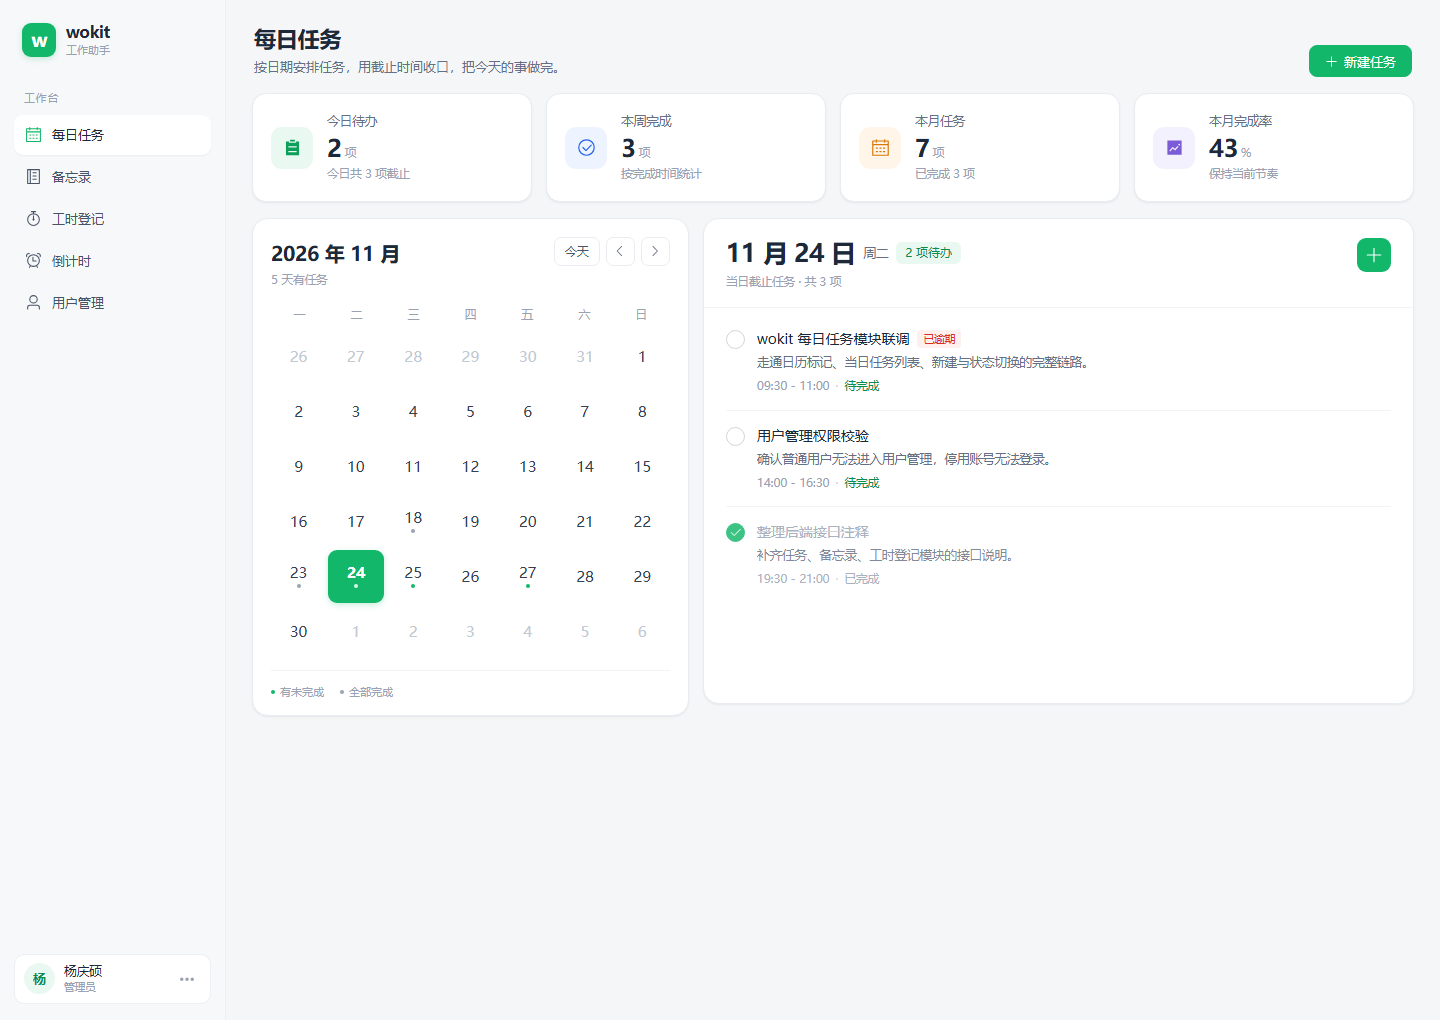 w
wokit
工作助手
工作台
每日任务
备忘录
工时登记
倒计时
用户管理
杨
杨庆硕
管理员
每日任务
按日期安排任务，用截止时间收口，把今天的事做完。
新建任务
今日待办
2 项
今日共 3 项截止
本周完成
3 项
按完成时间统计
本月任务
7 项
已完成 3 项
本月完成率
43 %
保持当前节奏
2026 年 11 月
今天
5 天有任务
一 二 三 四 五 六 日
26 27 28 29 30 31 1
2 3 4 5 6 7 8
9 10 11 12 13 14 15
16 17 18 19 20 21 22
23 24 25 26 27 28 29
30 1 2 3 4 5 6
有未完成 全部完成
11 月 24 日 周二 2 项待办
当日截止任务 · 共 3 项
wokit 每日任务模块联调 已逾期
走通日历标记、当日任务列表、新建与状态切换的完整链路。
09:30 - 11:00 · 待完成
用户管理权限校验
确认普通用户无法进入用户管理，停用账号无法登录。
14:00 - 16:30 · 待完成
整理后端接口注释
补齐任务、备忘录、工时登记模块的接口说明。
19:30 - 21:00 · 已完成